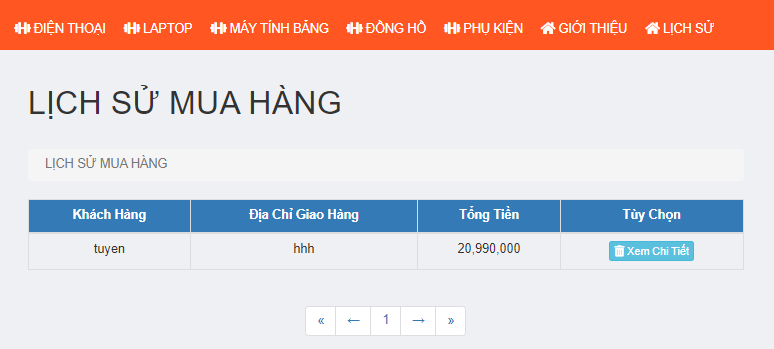 ĐIỆN THOẠI LAPTOP MÁY TÍNH BẢNG ĐỒNG HỒ PHỤ KIỆN GIỚI THIỆU LỊCH SỬ
LỊCH SỬ MUA HÀNG
LỊCH SỬ MUA HÀNG
Khách Hàng Địa Chỉ Giao Hàng Tổng Tiền Tùy Chọn
tuyen hhh 20,990,000 Xem Chi Tiết
« ← 1 → »